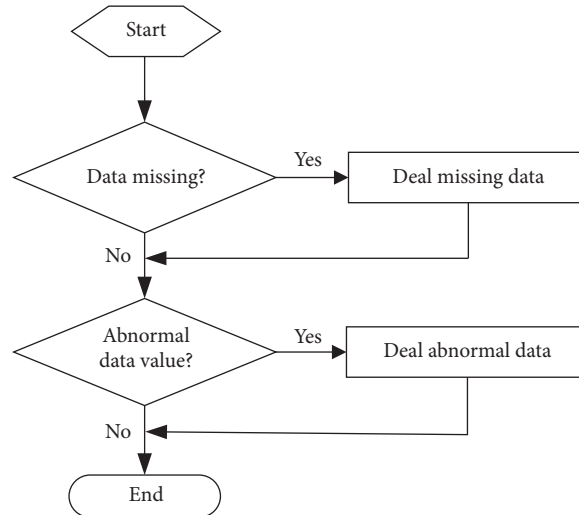 Start
Data missing?
Yes
Deal missing data
No
Abnormal
data value?
Yes
Deal abnormal data
No
End